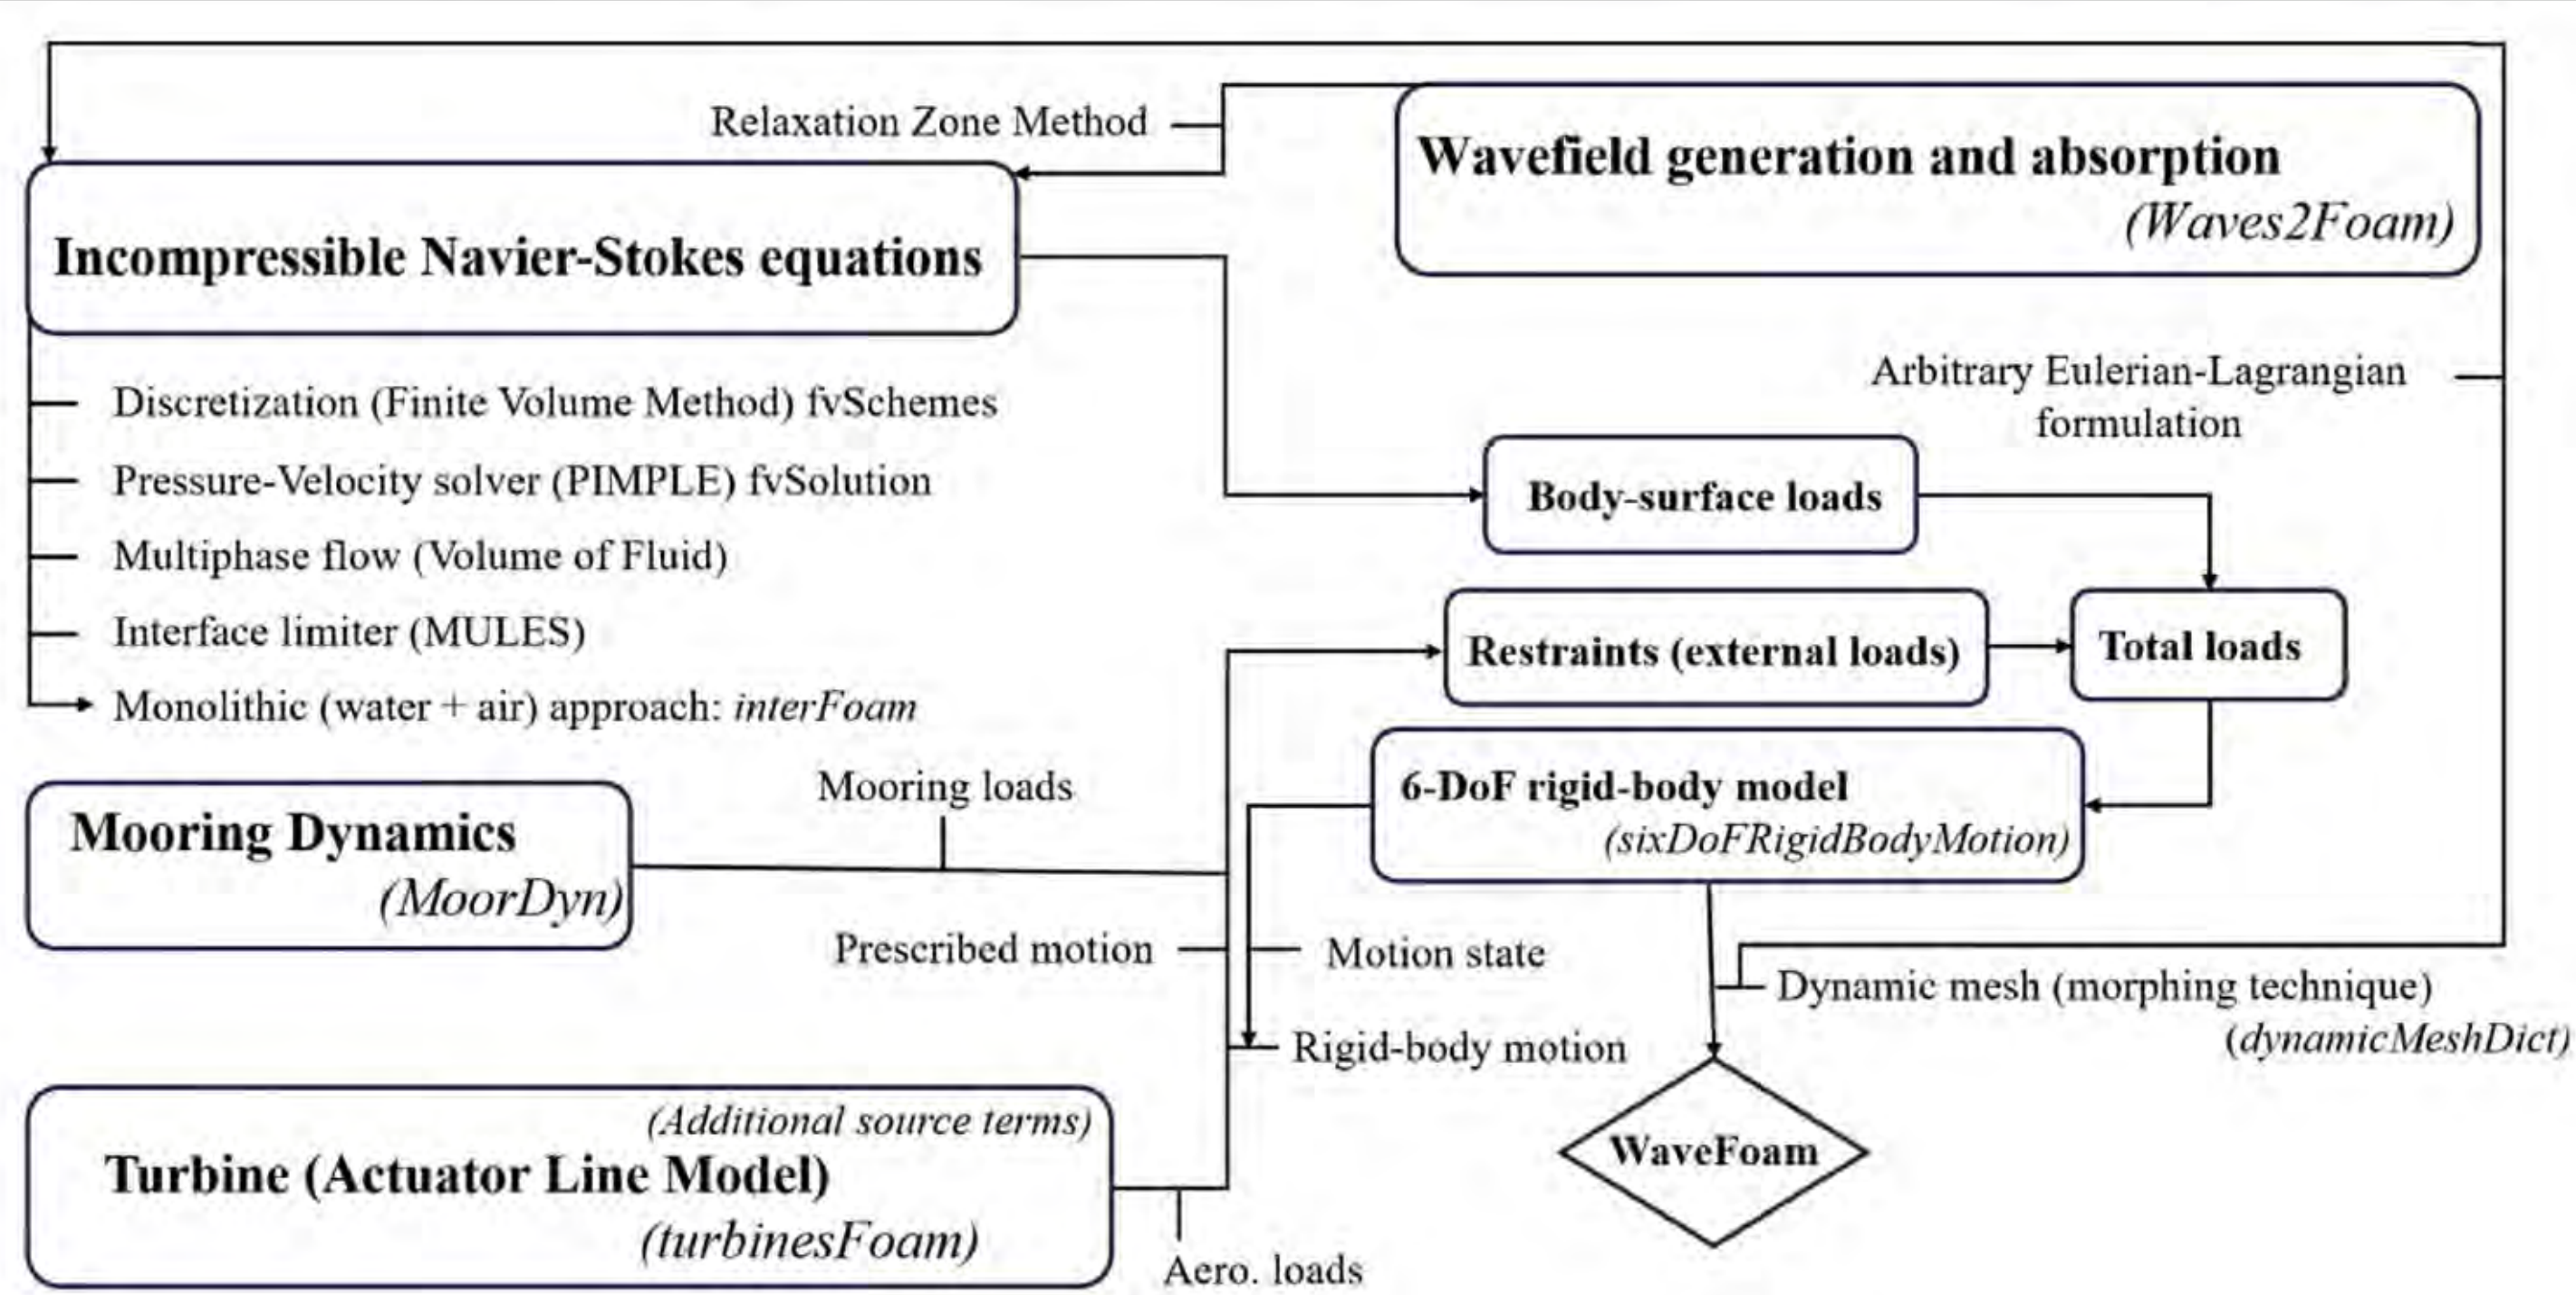 Relaxation Zone Method
Wavefield generation and absorption
(Waves2Foam)
Incompressible Navier-Stokes equations
Discretization (Finite Volume Method) fvSchemes
Pressure-Velocity solver (PIMPLE) fvSolution
Multiphase flow (Volume of Fluid)
Interface limiter (MULES)
Monolithic (water + air) approach: interFoam
Arbitrary Eulerian-Lagrangian
formulation
Body-surface loads
Restraints (external loads)
Total loads
6-DoF rigid-body model
(sixDoFRigidBodyMotion)
Mooring loads
Mooring Dynamics
(MoorDyn)
Prescribed motion
Motion state
Rigid-body motion
Dynamic mesh (morphing technique)
(dynamicMeshDict)
WaveFoam
(Additional source terms)
Turbine (Actuator Line Model)
(turbinesFoam)
Aero. loads